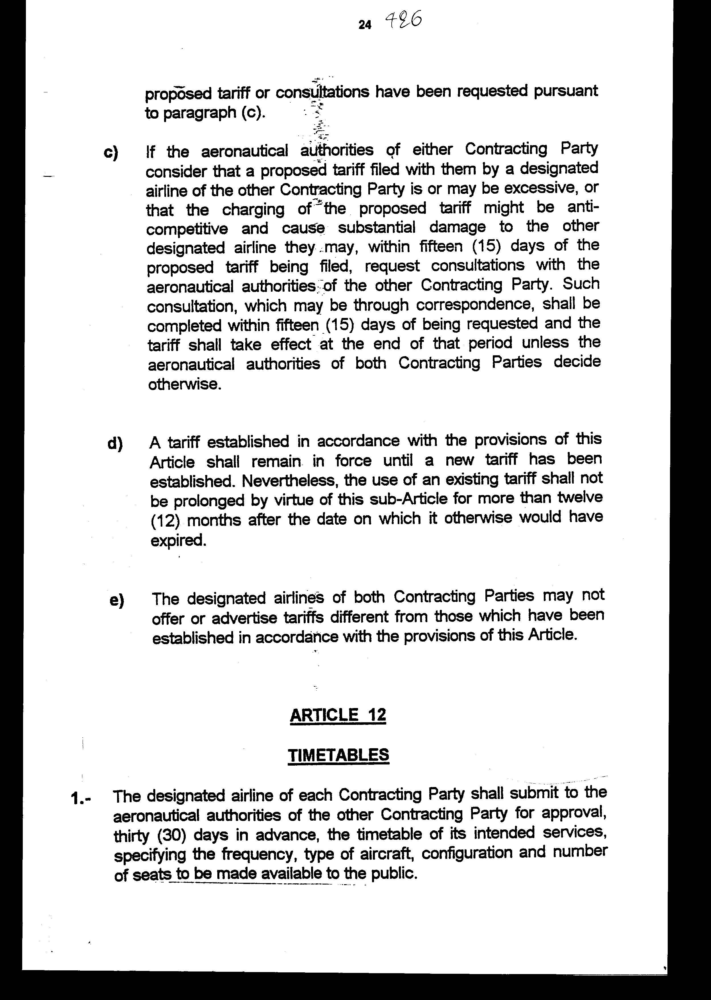 24 426
proposed tariff or consultations have been requested pursuant
to paragraph (c).
c) If the aeronautical authorities of either Contracting Party
consider that a proposed tariff filed with them by a designated
airline of the other Contracting Party is or may be excessive, or
that the charging of the proposed tariff might be anti-
competitive and cause substantial damage to the other
designated airline they may, within fifteen (15) days of the
proposed tariff being filed, request consultations with the
aeronautical authorities of the other Contracting Party. Such
consultation, which may be through correspondence, shall be
completed within fifteen (15) days of being requested and the
tariff shall take effect at the end of that period unless the
aeronautical authorities of both Contracting Parties decide
otherwise.
d) A tariff established in accordance with the provisions of this
Article shall remain in force until a new tariff has been
established. Nevertheless, the use of an existing tariff shall not
be prolonged by virtue of this sub-Article for more than twelve
(12) months after the date on which it otherwise would have
expired.
e) The designated airlines of both Contracting Parties may not
offer or advertise tariffs different from those which have been
established in accordance with the provisions of this Article.
ARTICLE 12
TIMETABLES
1.- The designated airline of each Contracting Party shall submit to the
aeronautical authorities of the other Contracting Party for approval,
thirty (30) days in advance, the timetable of its intended services,
specifying the frequency, type of aircraft, configuration and number
of seats to be made available to the public.